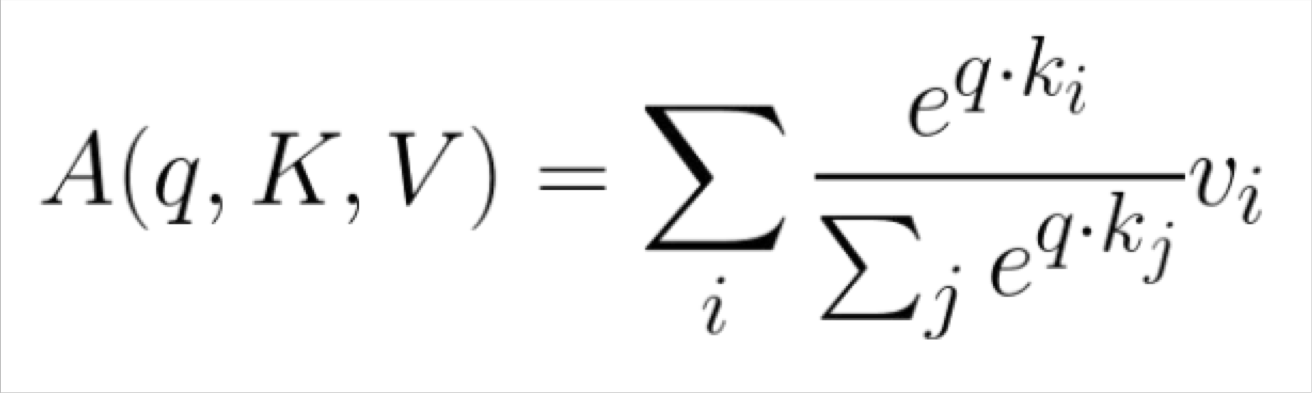 A(q, K, V) = \sum_i \frac{e^{q \cdot k_i}}{\sum_j e^{q \cdot k_j}} v_i